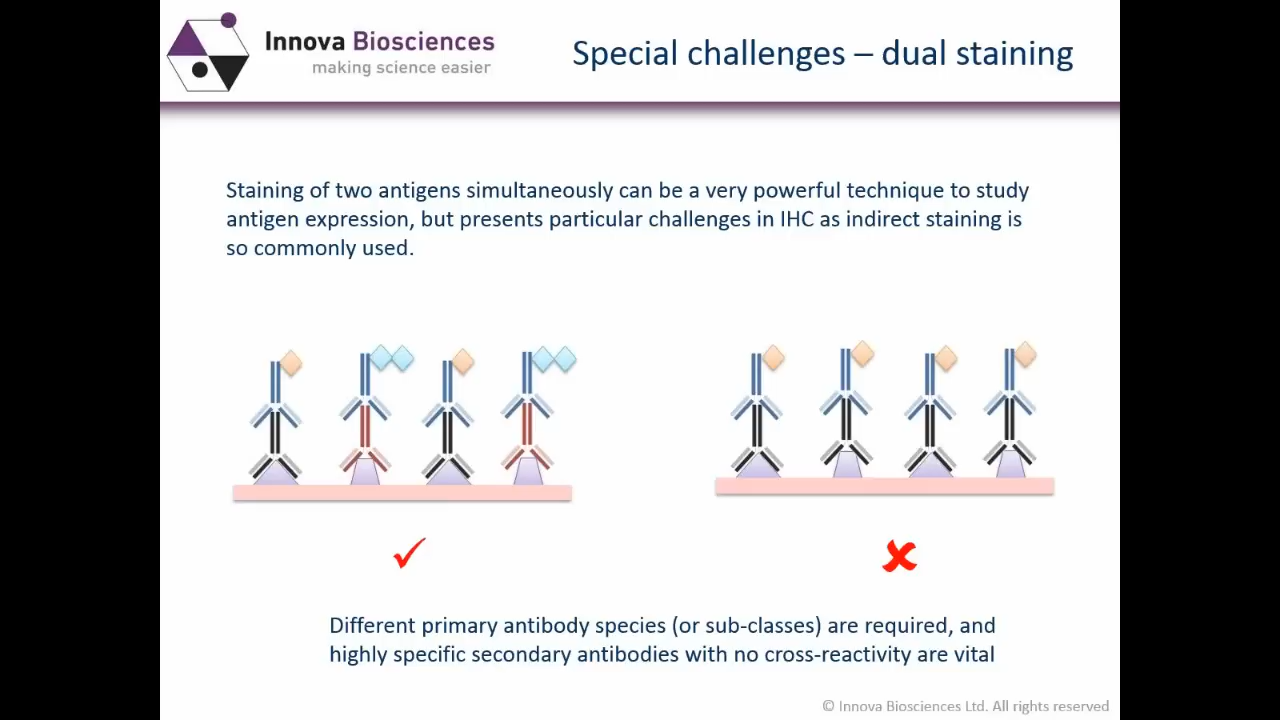 Innova Biosciences
making science easier
Special challenges – dual staining
Staining of two antigens simultaneously can be a very powerful technique to study
antigen expression, but presents particular challenges in IHC as indirect staining is
so commonly used.
Different primary antibody species (or sub-classes) are required, and
highly specific secondary antibodies with no cross-reactivity are vital
© Innova Biosciences Ltd. All rights reserved